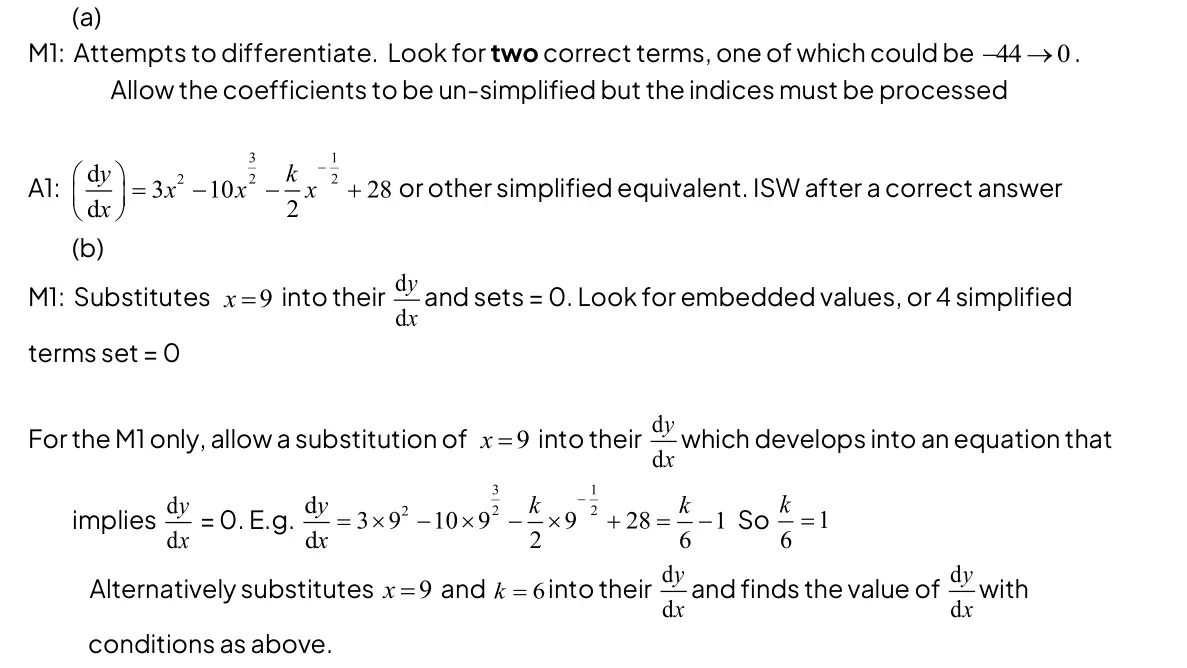 (a)
M1: Attempts to differentiate. Look for two correct terms, one of which could be –44 → 0.
Allow the coefficients to be un-simplified but the indices must be processed
A1: (dy/dx) = 3x² − 10x^(3/2) − k/2 x^(−1/2) + 28 or other simplified equivalent. ISW after a correct answer
(b)
M1: Substitutes x = 9 into their dy/dx and sets = 0. Look for embedded values, or 4 simplified
terms set = 0
For the M1 only, allow a substitution of x = 9 into their dy/dx which develops into an equation that
implies dy/dx = 0. E.g. dy/dx = 3 × 9² − 10 × 9^(3/2) − k/2 × 9^(−1/2) + 28 = k/6 − 1 So k/6 = 1
Alternatively substitutes x = 9 and k = 6 into their dy/dx and finds the value of dy/dx with
conditions as above.